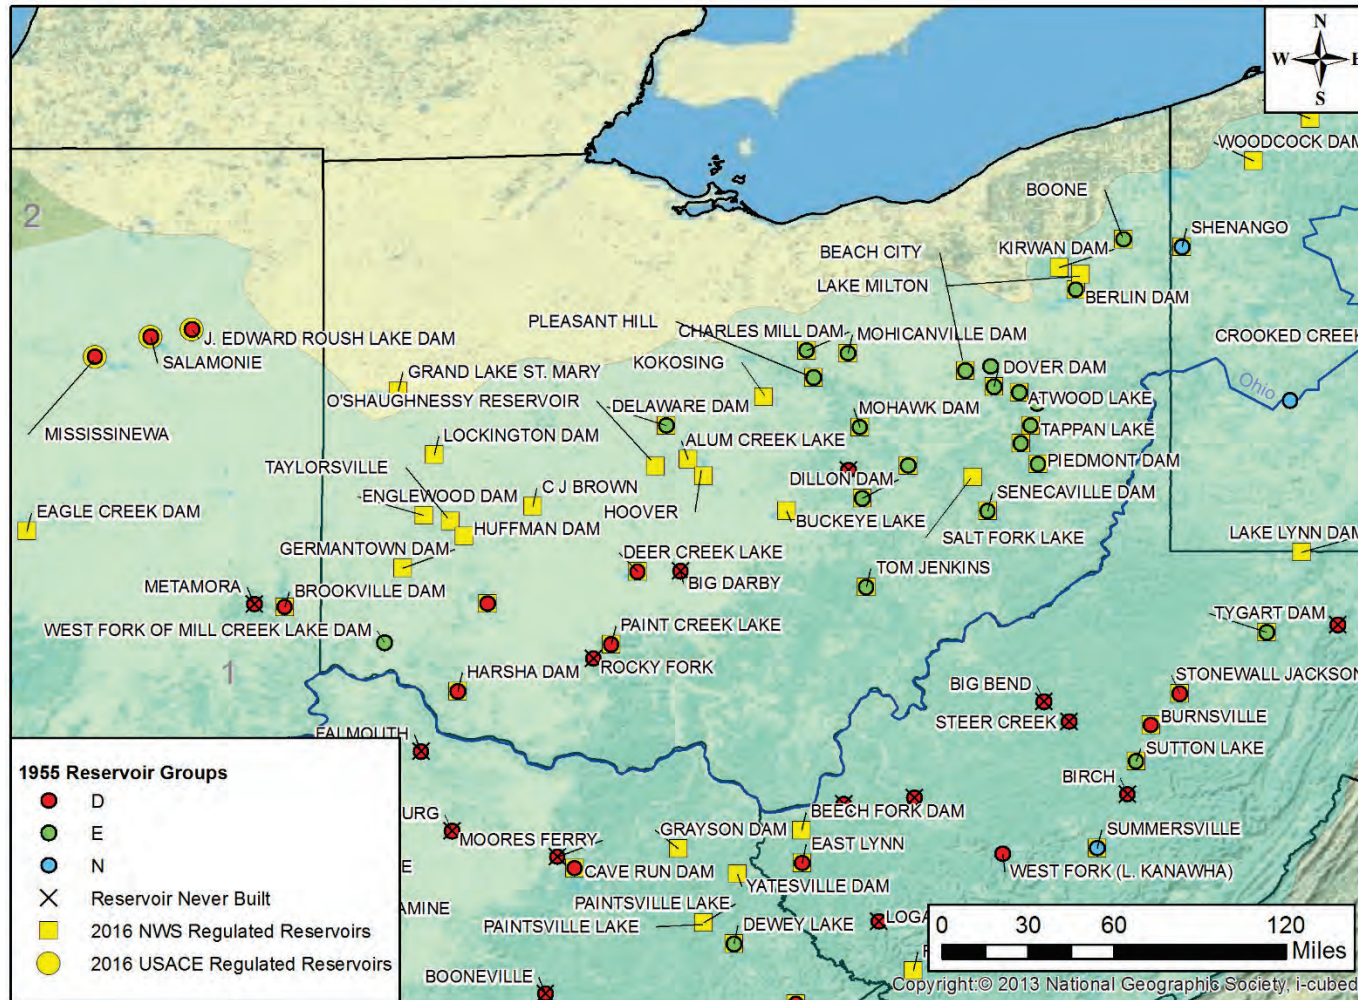 N
W
E
S
WOODCOCK DAM
BOONE
2
SHENANGO
BEACH CITY
KIRWAN DAM
LAKE MILTON
BERLIN DAM
PLEASANT HILL
CHARLES MILL DAM
MOHICANVILLE DAM
J. EDWARD ROUSH LAKE DAM
CROOKED CREEK
KOKOSING
SALAMONIE
DOVER DAM
GRAND LAKE ST. MARY
Ohio
O'SHAUGHNESSY RESERVOIR
ATWOOD LAKE
DELAWARE DAM
MOHAWK DAM
MISSISSINEWA
TAPPAN LAKE
LOCKINGTON DAM
ALUM CREEK LAKE
PIEDMONT DAM
TAYLORSVILLE
DILLON DAM
C J BROWN
SENECAVILLE DAM
ENGLEWOOD DAM
EAGLE CREEK DAM
HOOVER
BUCKEYE LAKE
HUFFMAN DAM
LAKE LYNN DAM
SALT FORK LAKE
GERMANTOWN DAM
DEER CREEK LAKE
TOM JENKINS
BIG DARBY
METAMORA
BROOKVILLE DAM
TYGART DAM
PAINT CREEK LAKE
WEST FORK OF MILL CREEK LAKE DAM
ROCKY FORK
1
HARSHA DAM
STONEWALL JACKSON
BIG BEND
BURNSVILLE
STEER CREEK
FALMOUTH
SUTTON LAKE
BIRCH
BEECH FORK DAM
URG
GRAYSON DAM
SUMMERSVILLE
MOORES FERRY
EAST LYNN
E
CAVE RUN DAM
WEST FORK (L. KANAWHA)
YATESVILLE DAM
PAINTSVILLE LAKE
AMINE
PAINTSVILLE LAKE
DEWEY LAKE
LOGA
BOONEVILLE
1955 Reservoir Groups
D
E
N
Reservoir Never Built
2016 NWS Regulated Reservoirs
2016 USACE Regulated Reservoirs
0 30 60 120
Miles
Copyright:© 2013 National Geographic Society, i-cubed